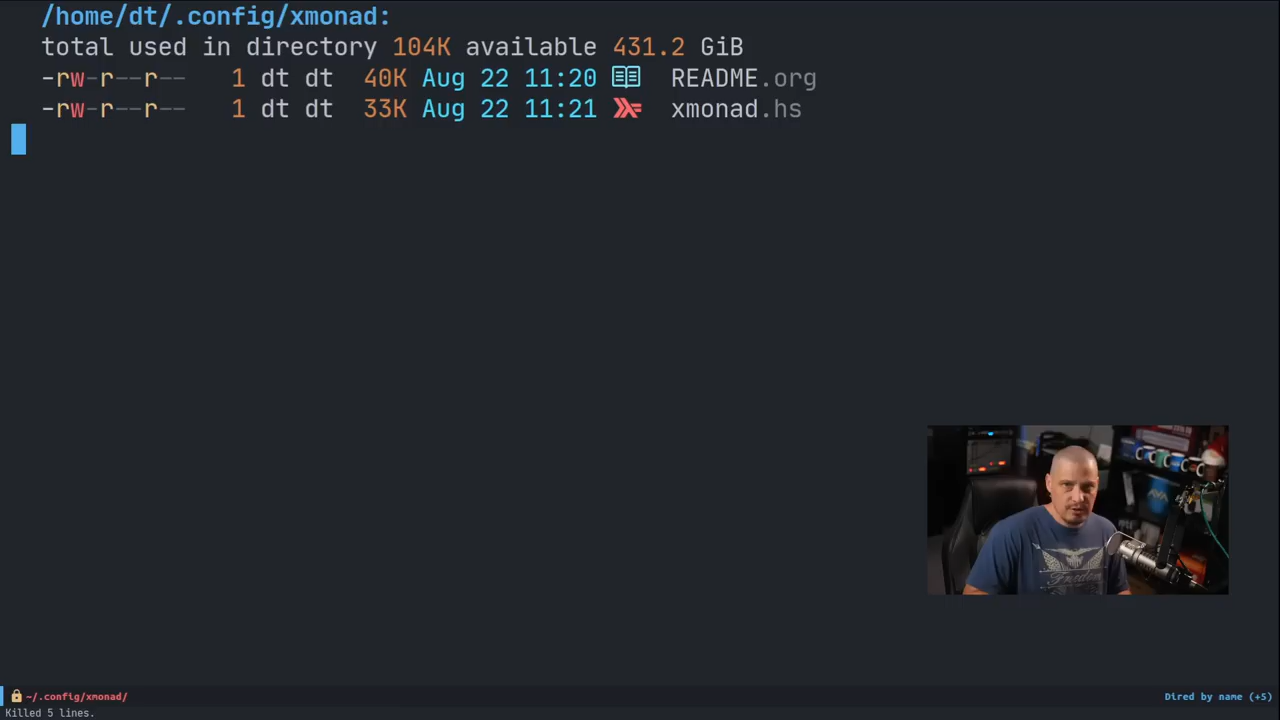 /home/dt/.config/xmonad:
total used in directory 104K available 431.2 GiB
-rw-r--r-- 1 dt dt 40K Aug 22 11:20 README.org
-rw-r--r-- 1 dt dt 33K Aug 22 11:21 xmonad.hs
~/.config/xmonad/
Dired by name (+5)
Killed 5 lines.